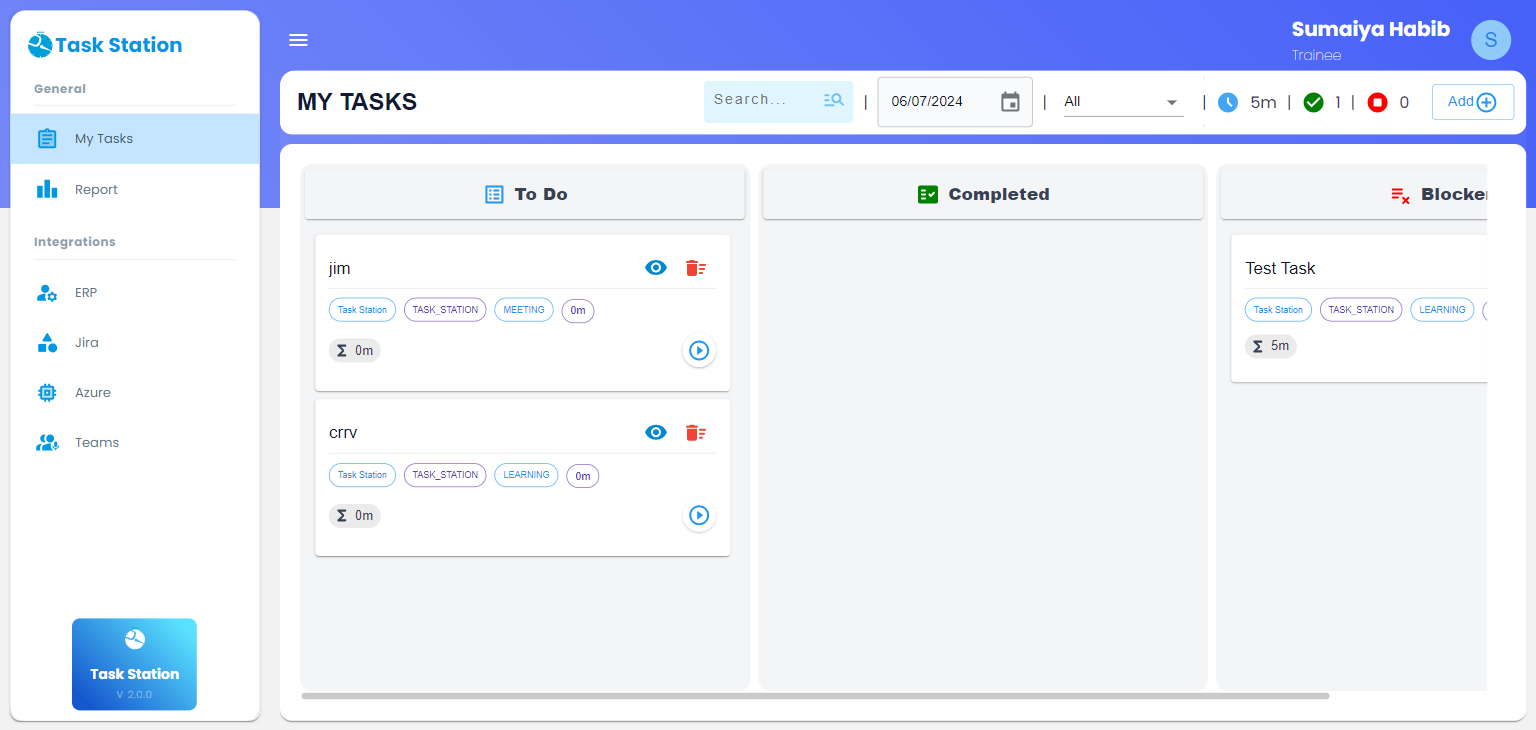 Task Station
General
My Tasks
Report
Integrations
ERP
Jira
Azure
Teams
Task Station
V 2.0.0
Sumaiya Habib
Trainee
S
MY TASKS
Search...
|
06/07/2024
|
All
| 5m | 1 | 0
Add
To Do
jim
Task Station TASK_STATION MEETING 0m
Σ 0m
crrv
Task Station TASK_STATION LEARNING 0m
Σ 0m
Completed
Blocker
Test Task
Task Station TASK_STATION LEARNING
Σ 5m